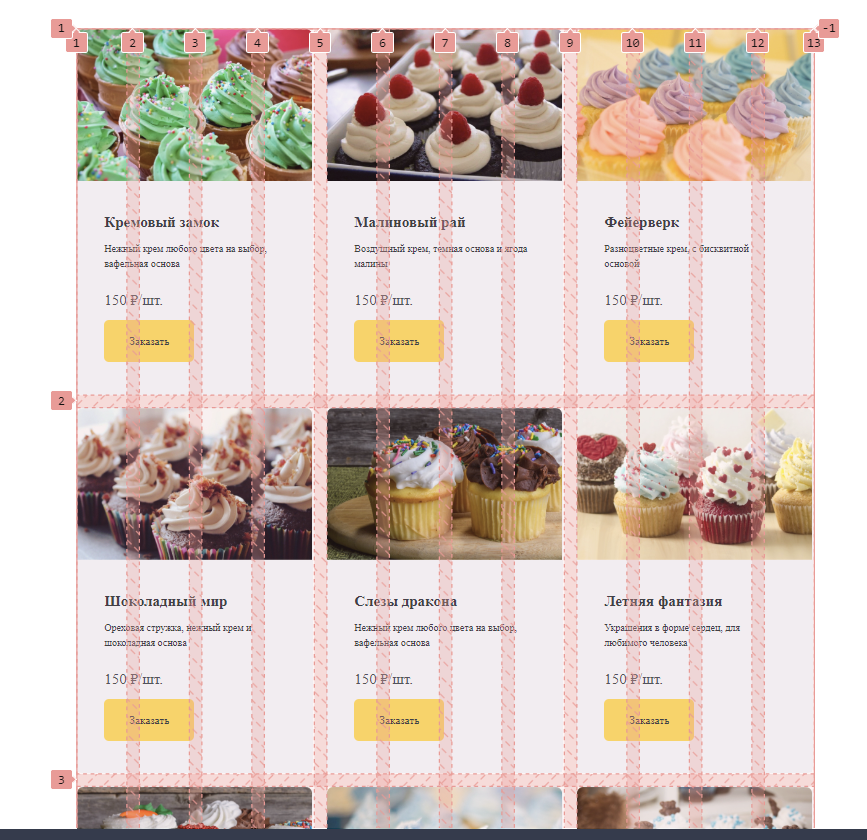 1
-1
1 2 3 4 5 6 7 8 9 10 11 12 13
Кремовый замок
Нежный крем любого цвета на выбор,
вафельная основа
150 ₽/шт.
Заказать
Малиновый рай
Воздушный крем, темная основа и ягода
малины
150 ₽/шт.
Заказать
Фейерверк
Разноцветные крем, с бисквитной
основой
150 ₽/шт.
Заказать
2
Шоколадный мир
Ореховая стружка, нежный крем и
шоколадная основа
150 ₽/шт.
Заказать
Слезы дракона
Нежный крем любого цвета на выбор,
вафельная основа
150 ₽/шт.
Заказать
Летняя фантазия
Украшения в форме сердец, для
любимого человека
150 ₽/шт.
Заказать
3